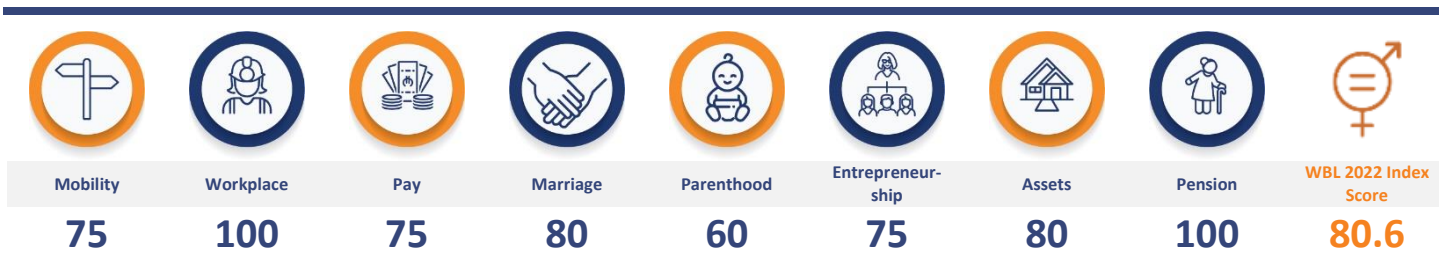 Mobility
Workplace
Pay
Marriage
Parenthood
Entrepreneur-
ship
Assets
Pension
WBL 2022 Index
Score
75
100
75
80
60
75
80
100
80.6